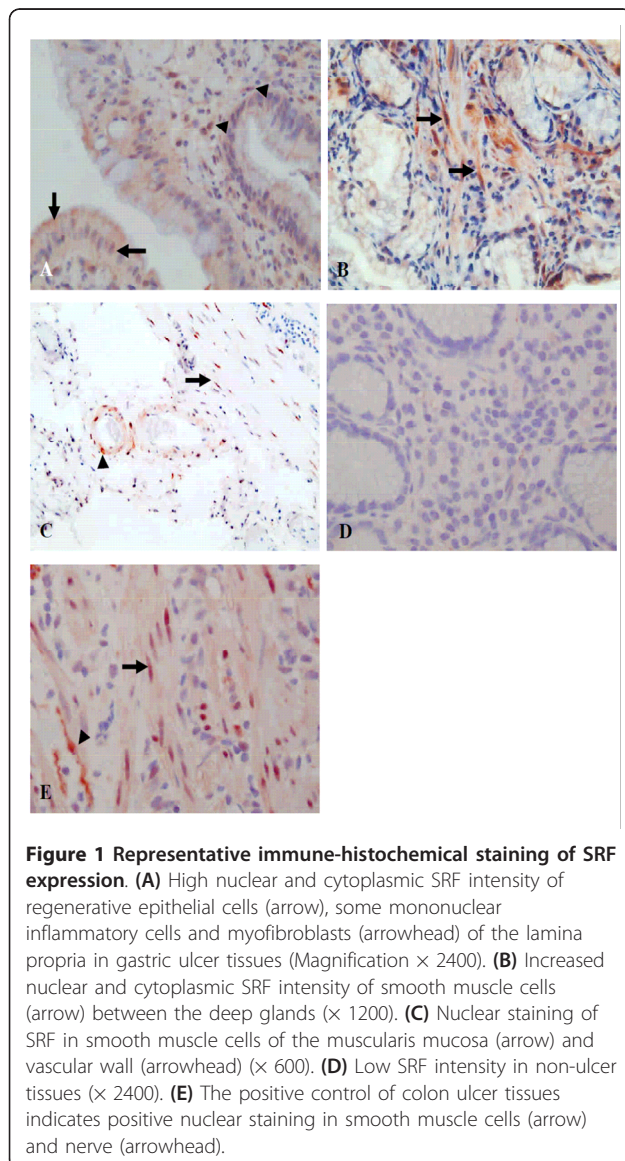 A
B
C
D
E
Figure 1 Representative immune-histochemical staining of SRF
expression. (A) High nuclear and cytoplasmic SRF intensity of
regenerative epithelial cells (arrow), some mononuclear
inflammatory cells and myofibroblasts (arrowhead) of the lamina
propria in gastric ulcer tissues (Magnification × 2400). (B) Increased
nuclear and cytoplasmic SRF intensity of smooth muscle cells
(arrow) between the deep glands (× 1200). (C) Nuclear staining of
SRF in smooth muscle cells of the muscularis mucosa (arrow) and
vascular wall (arrowhead) (× 600). (D) Low SRF intensity in non-ulcer
tissues (× 2400). (E) The positive control of colon ulcer tissues
indicates positive nuclear staining in smooth muscle cells (arrow)
and nerve (arrowhead).